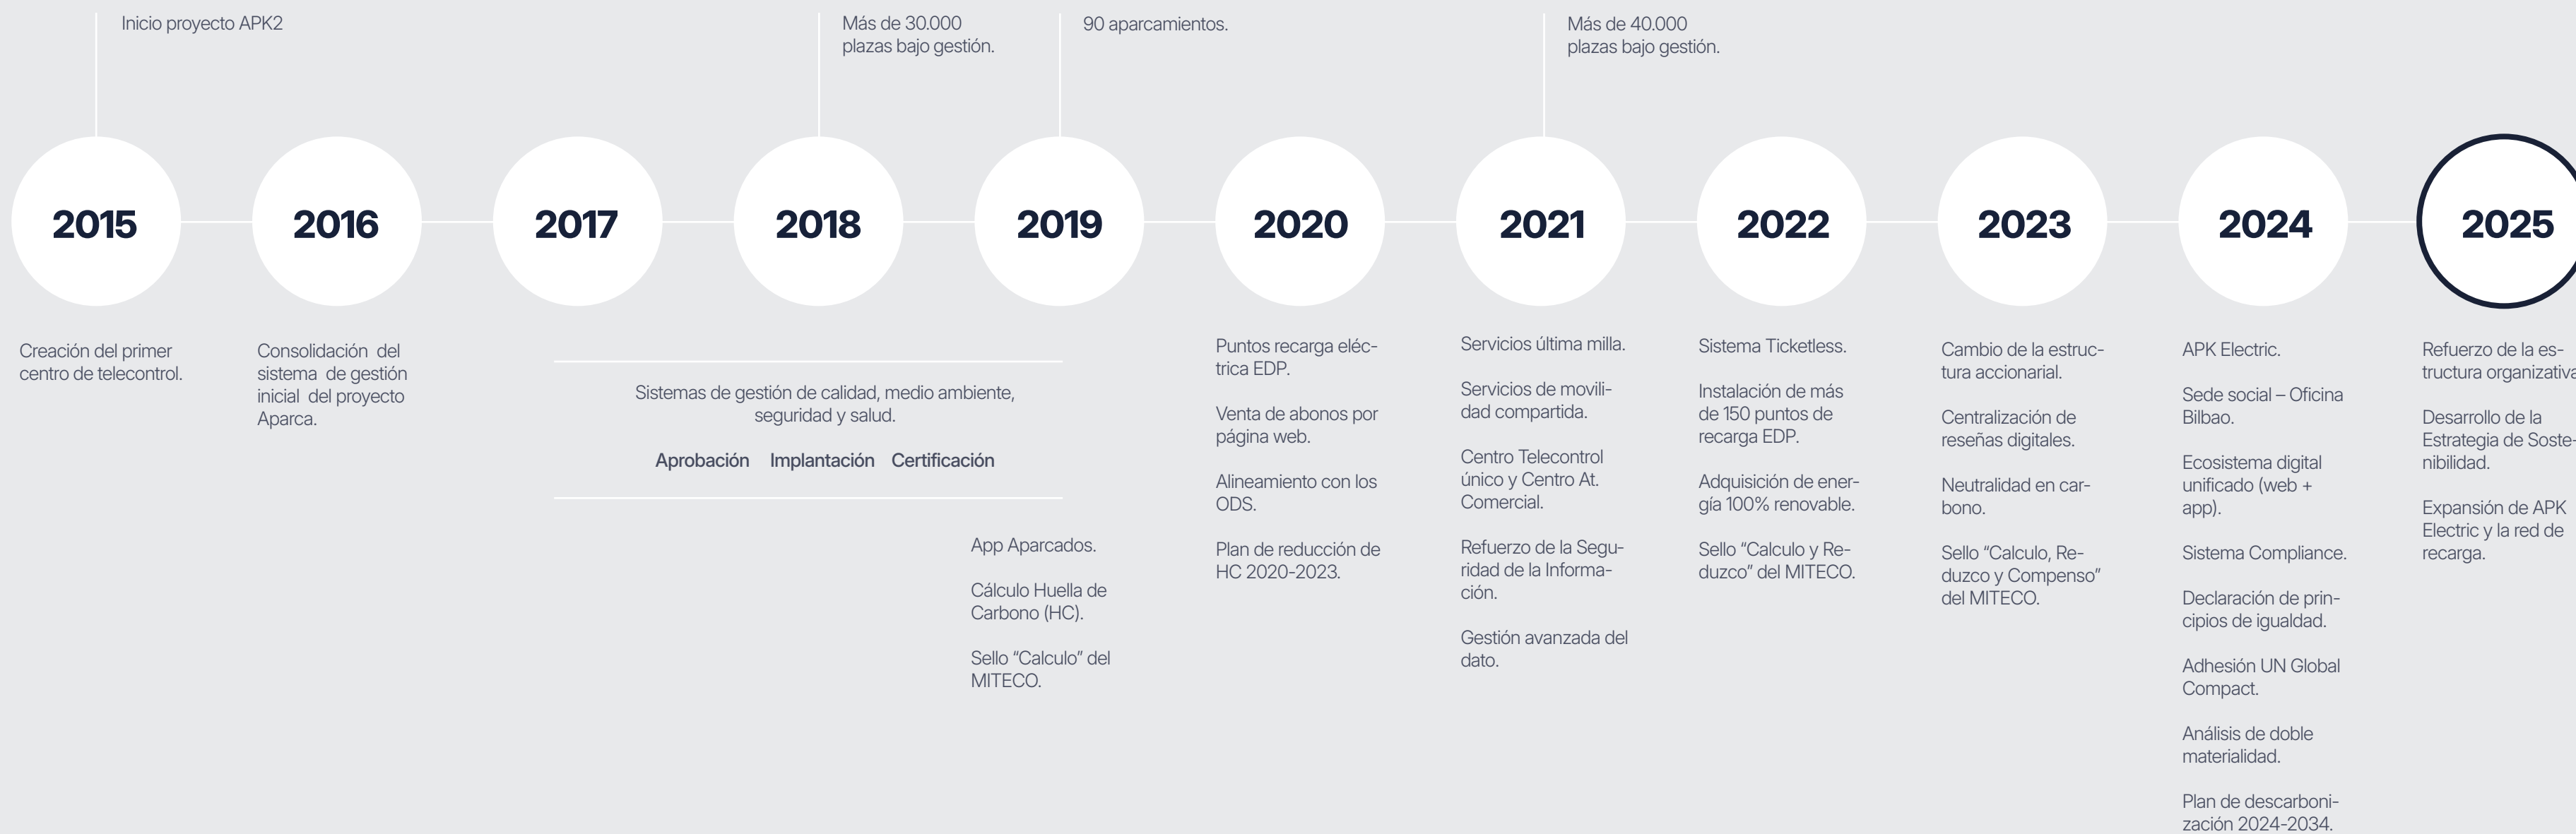 Inicio proyecto APK2
Más de 30.000
plazas bajo gestión.
90 aparcamientos.
Más de 40.000
plazas bajo gestión.
2015
2016
2017
2018
2019
2020
2021
2022
2023
2024
2025
Creación del primer
centro de telecontrol.
Consolidación del
sistema de gestión
inicial del proyecto
Aparca.
Sistemas de gestión de calidad, medio ambiente,
seguridad y salud.
Aprobación Implantación Certificación
App Aparcados.
Cálculo Huella de
Carbono (HC).
Sello “Calculo” del
MITECO.
Puntos recarga eléc-
trica EDP.
Venta de abonos por
página web.
Alineamiento con los
ODS.
Plan de reducción de
HC 2020-2023.
Servicios última milla.
Servicios de movili-
dad compartida.
Centro Telecontrol
único y Centro At.
Comercial.
Refuerzo de la Segu-
ridad de la Informa-
ción.
Gestión avanzada del
dato.
Sistema Ticketless.
Instalación de más
de 150 puntos de
recarga EDP.
Adquisición de ener-
gía 100% renovable.
Sello “Calculo y Re-
duzco” del MITECO.
Cambio de la estruc-
tura accionarial.
Centralización de
reseñas digitales.
Neutralidad en car-
bono.
Sello “Calculo, Re-
duzco y Compenso”
del MITECO.
APK Electric.
Sede social – Oficina
Bilbao.
Ecosistema digital
unificado (web +
app).
Sistema Compliance.
Declaración de prin-
cipios de igualdad.
Adhesión UN Global
Compact.
Análisis de doble
materialidad.
Plan de descarboni-
zación 2024-2034.
Refuerzo de la es-
tructura organizativa
Desarrollo de la
Estrategia de Soste-
nibilidad.
Expansión de APK
Electric y la red de
recarga.